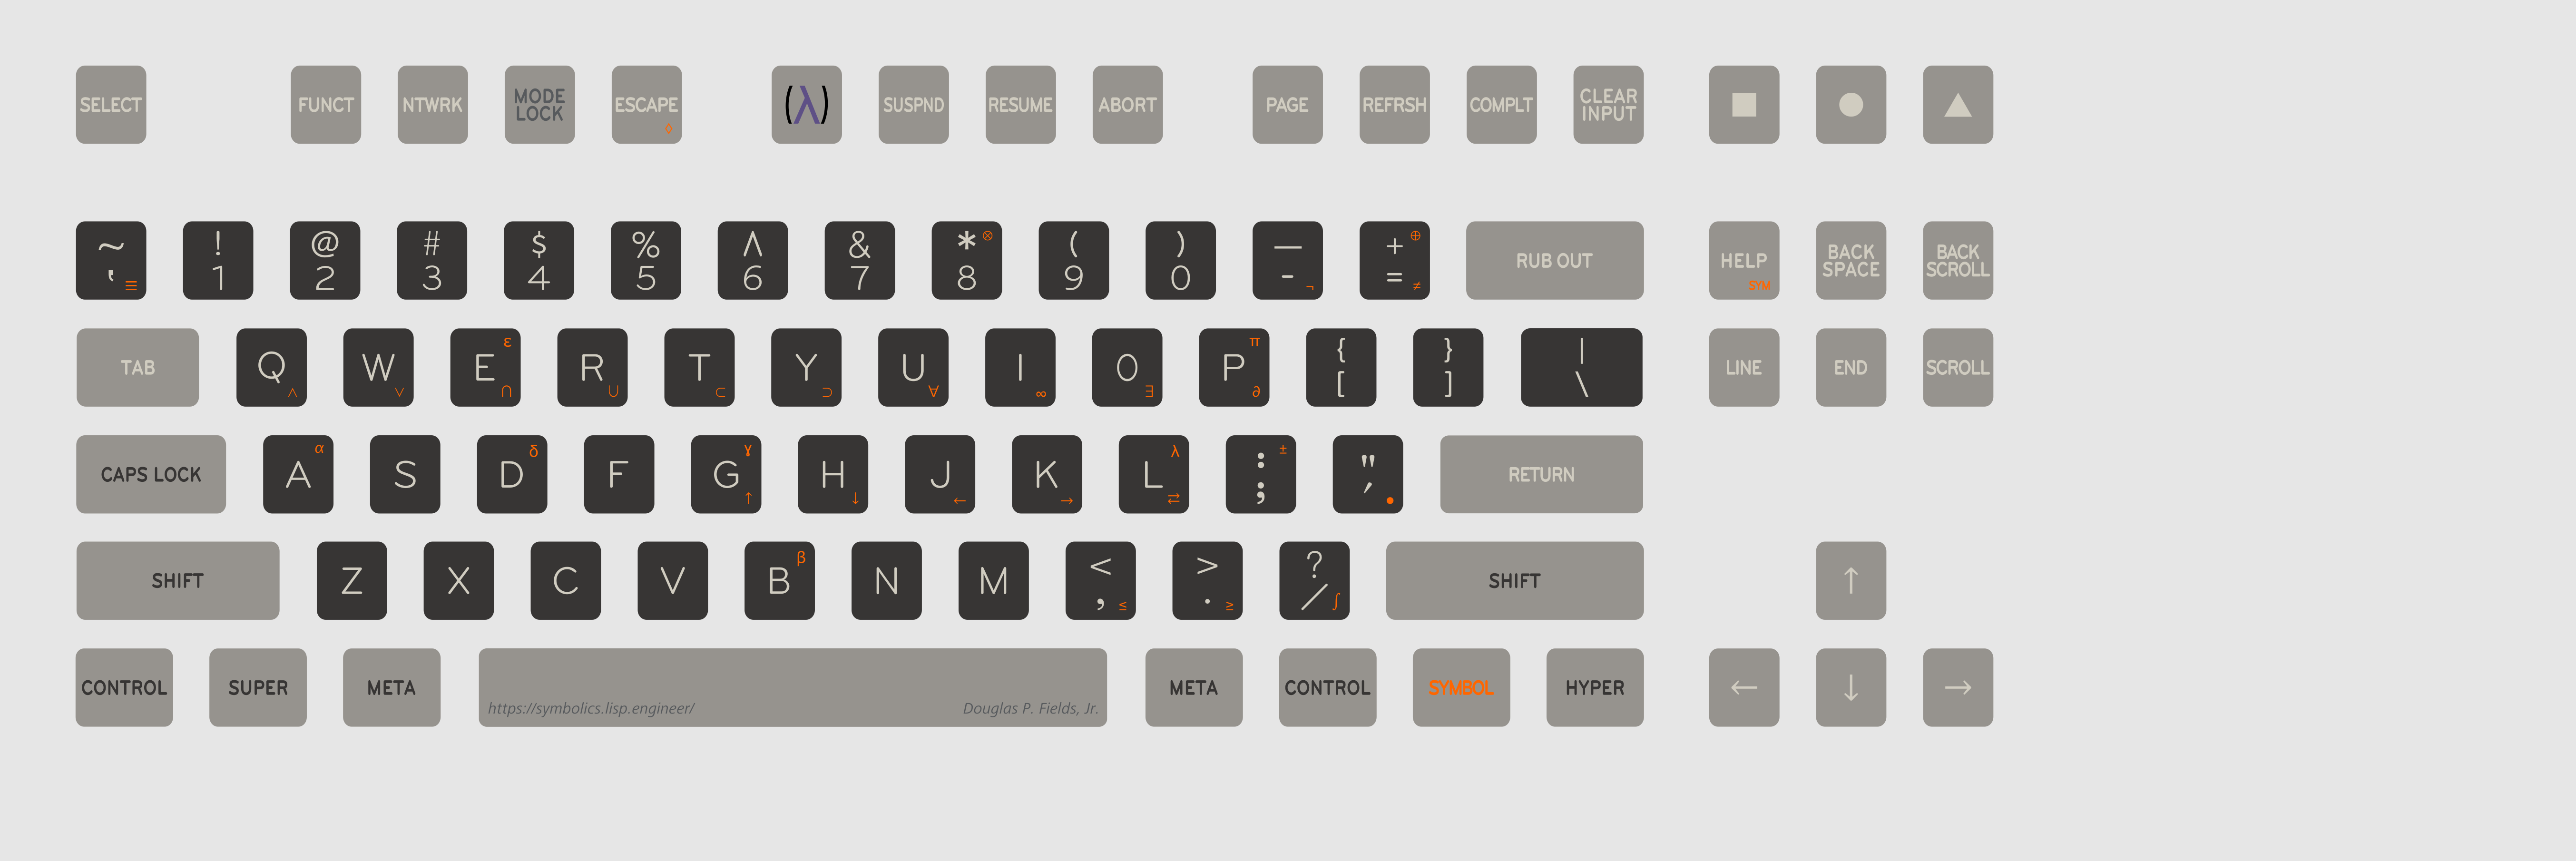 SELECT FUNCT NTWRK MODE LOCK ESCAPE ◊ (λ) SUSPND RESUME ABORT PAGE REFRSH COMPLT CLEAR INPUT ■ ● ▲
~ ' ≡ ! 1 @ 2 # 3 $ 4 % 5 ∧ 6 & 7 * ⊗ 8 ( 9 ) 0 — - ¬ + ⊕ = ≠ RUB OUT HELP SYM BACK SPACE BACK SCROLL
TAB Q ∧ W ∨ E ε ∩ R ∪ T ⊂ Y ⊃ U ∀ I ∞ O ∃ P π ∂ { [ } ] | \ LINE END SCROLL
CAPS LOCK A α S D δ F G γ ↑ H ↓ J ← K → L λ ⇄ : ± ; " ' • RETURN
SHIFT Z X C V B β N M < , ≤ > . ≥ ? / ∫ SHIFT ↑
CONTROL SUPER META https://symbolics.lisp.engineer/ Douglas P. Fields, Jr. META CONTROL SYMBOL HYPER ← ↓ →